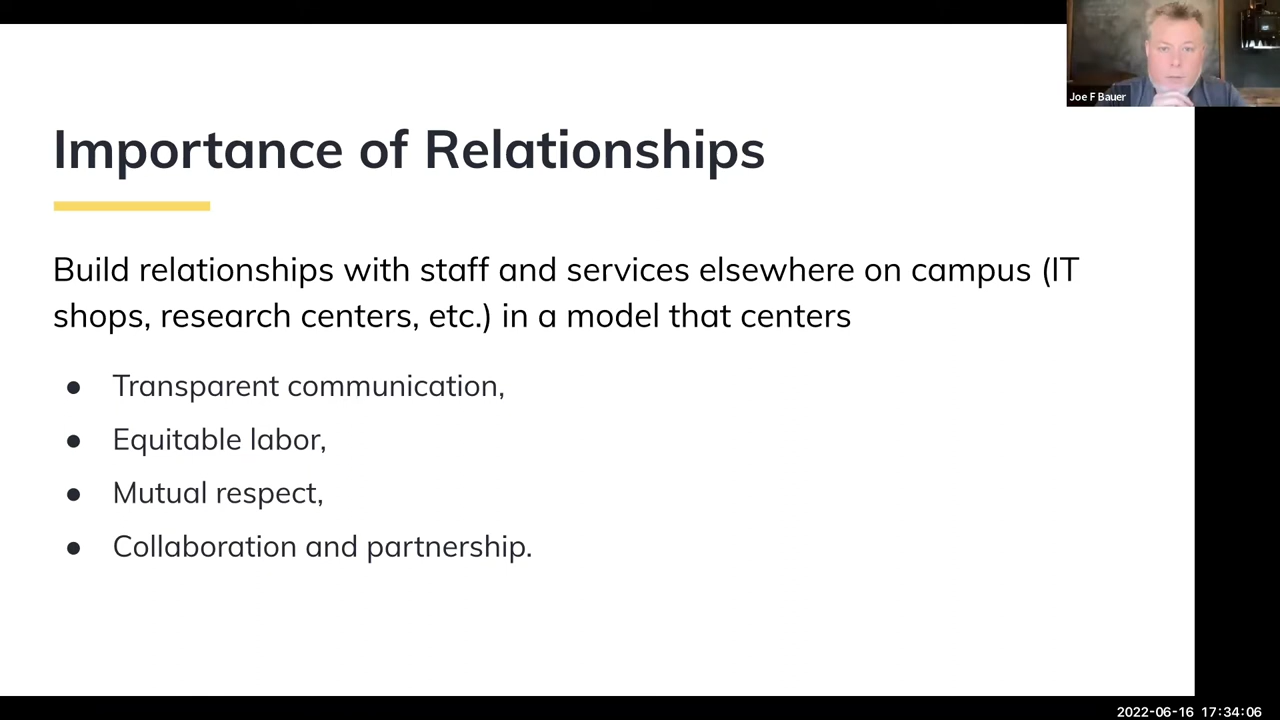 Joe F Bauer
Importance of Relationships
Build relationships with staff and services elsewhere on campus (IT
shops, research centers, etc.) in a model that centers
● Transparent communication,
● Equitable labor,
● Mutual respect,
● Collaboration and partnership.
2022-06-16 17:34:06